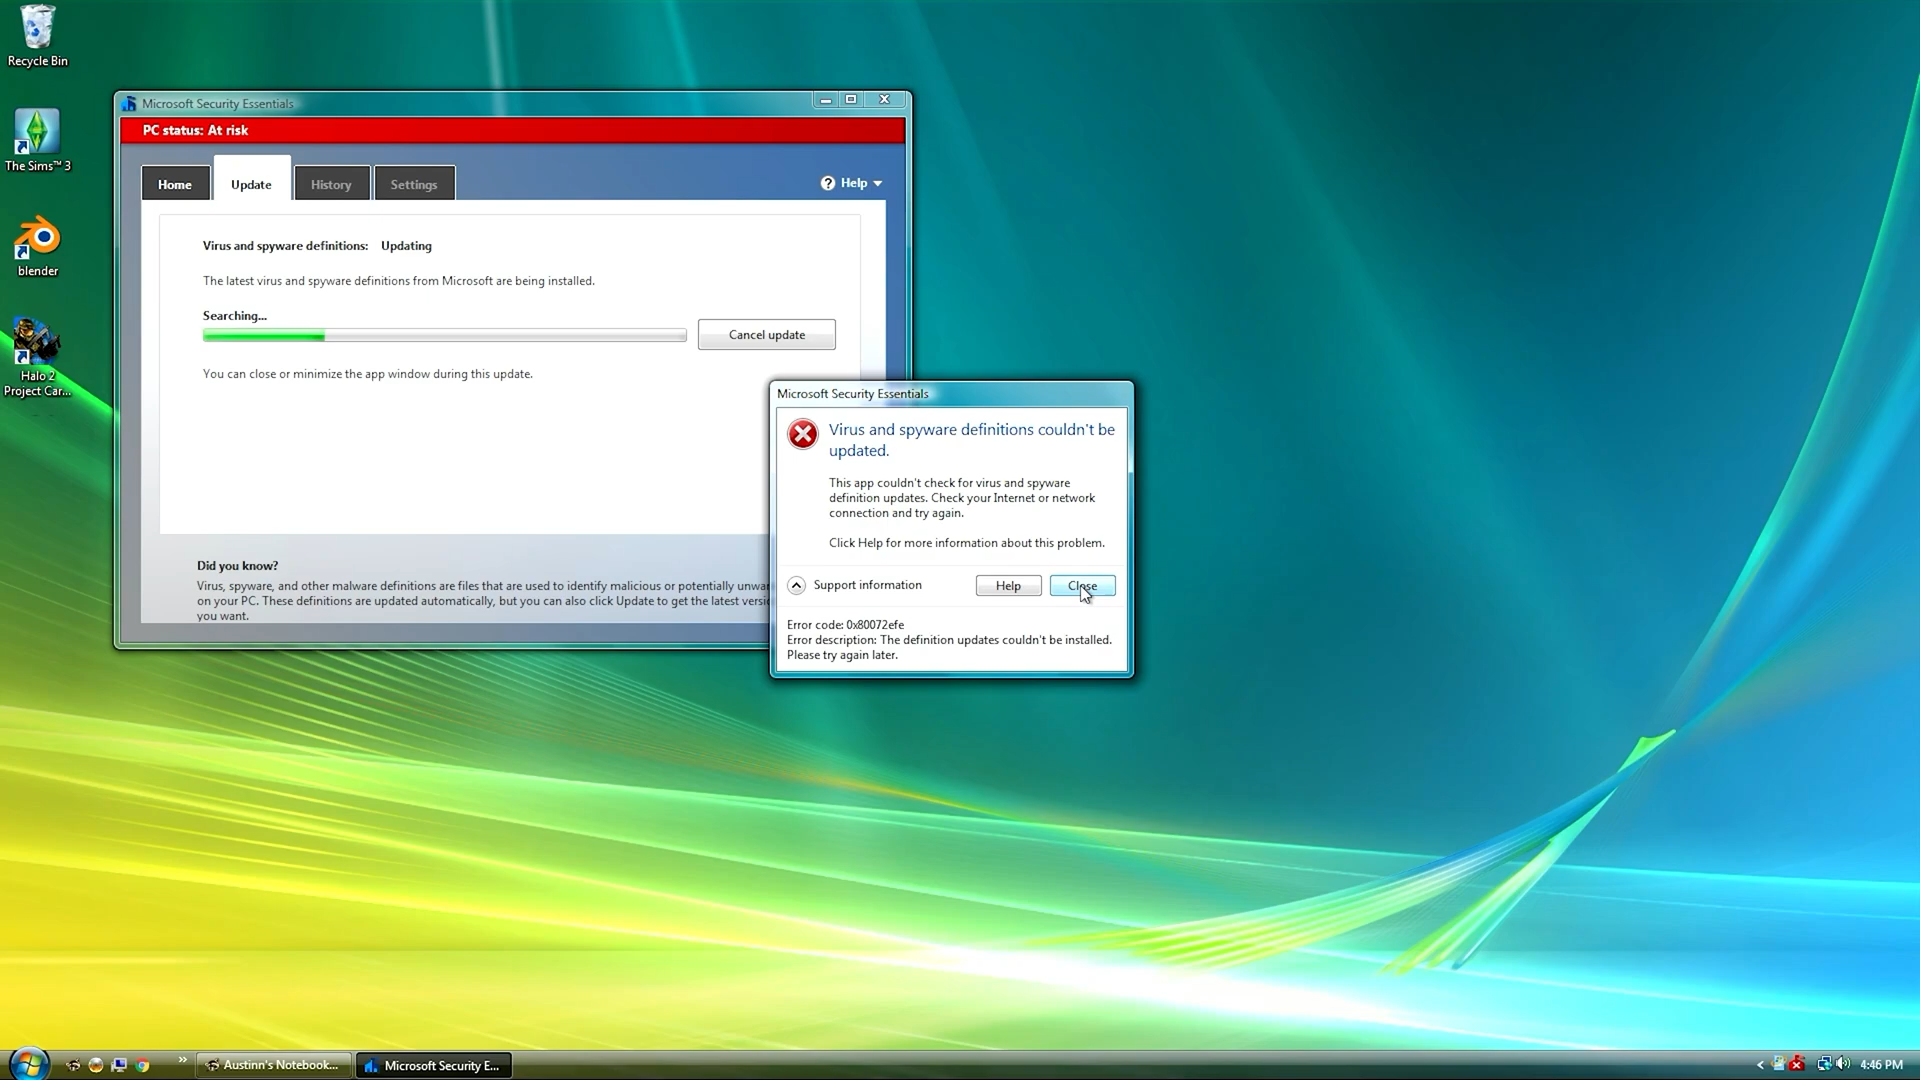 Recycle Bin
The Sims™ 3
blender
Halo 2
Project Car...
Microsoft Security Essentials
PC status: At risk
Home
Update
History
Settings
Help
Virus and spyware definitions: Updating
The latest virus and spyware definitions from Microsoft are being installed.
Searching...
Cancel update
You can close or minimize the app window during this update.
Did you know?
Virus, spyware, and other malware definitions are files that are used to identify malicious or potentially
on your PC. These definitions are updated automatically, but you can also click Update to get the latest
you want.
Microsoft Security Essentials
Virus and spyware definitions couldn't be
updated.
This app couldn't check for virus and spyware
definition updates. Check your Internet or network
connection and try again.
Click Help for more information about this problem.
Support information
Help
Close
Error code: 0x80072efe
Error description: The definition updates couldn't be installed.
Please try again later.
Austinn's Notebook...
Microsoft Security E...
4:46 PM